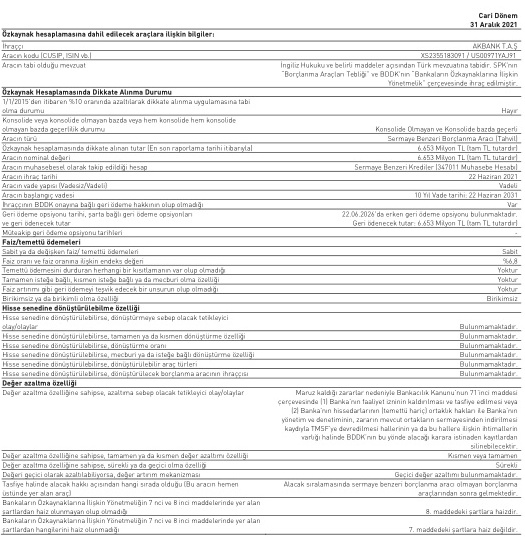 Cari Dönem
31 Aralık 2021
Özkaynak hesaplamasına dahil edilecek araçlara ilişkin bilgiler:
İhraççı AKBANK T.A.Ş
Aracın kodu (CUSIP, ISIN vb.) XS2355183091 / US00971YAJ91
Aracın tabi olduğu mevzuat İngiliz Hukuku ve belirli maddeler açısından Türk mevzuatına tabidir. SPK'nın
"Borçlanma Araçları Tebliği" ve BDDK'nın "Bankaların Özkaynaklarına İlişkin
Yönetmelik" çerçevesinde ihraç edilmiştir.
Özkaynak Hesaplamasında Dikkate Alınma Durumu
1/1/2015'den itibaren %10 oranında azaltılarak dikkate alınma uygulamasına tabi
olma durumu Hayır
Konsolide veya konsolide olmayan bazda veya hem konsolide hem konsolide
olmayan bazda geçerlilik durumu Konsolide Olmayan ve Konsolide bazda geçerli
Aracın türü Sermaye Benzeri Borçlanma Aracı (Tahvil)
Özkaynak hesaplamasında dikkate alınan tutar (En son raporlama tarihi itibarıyla) 6.653 Milyon TL (tam TL tutardır)
Aracın nominal değeri 6.653 Milyon TL (tam TL tutardır)
Aracın muhasebesel olarak takip edildiği hesap Sermaye Benzeri Krediler (347011 Muhasebe Hesabı)
Aracın ihraç tarihi 22 Haziran 2021
Aracın vade yapısı (Vadesiz/Vadeli) Vadeli
Aracın başlangıç vadesi 10 Yıl Vade tarihi: 22 Haziran 2031
İhraççının BDDK onayına bağlı geri ödeme hakkının olup olmadığı Var
Geri ödeme opsiyonu tarihi, şarta bağlı geri ödeme opsiyonları 22.06.2026'da erken geri ödeme opsiyonu bulunmaktadır.
ve geri ödenecek tutar Geri ödenecek tutar: 6.653 Milyon TL (tam TL tutardır)
Müteakip geri ödeme opsiyonu tarihleri -
Faiz/temettü ödemeleri
Sabit ya da değişken faiz/ temettü ödemeleri Sabit
Faiz oranı ve faiz oranına ilişkin endeks değeri %6,8
Temettü ödemesini durduran herhangi bir kısıtlamanın var olup olmadığı Yoktur
Tamamen isteğe bağlı, kısmen isteğe bağlı ya da mecburi olma özelliği Yoktur
Faiz artırımı gibi geri ödemeyi teşvik edecek bir unsurun olup olmadığı Yoktur
Birikimsiz ya da birikimli olma özelliği Birikimsiz
Hisse senedine dönüştürülebilme özelliği
Hisse senedine dönüştürülebilirse, dönüştürmeye sebep olacak tetikleyici
olay/olaylar Bulunmamaktadır.
Hisse senedine dönüştürülebilirse, tamamen ya da kısmen dönüştürme özelliği Bulunmamaktadır.
Hisse senedine dönüştürülebilirse, dönüştürme oranı Bulunmamaktadır.
Hisse senedine dönüştürülebilirse, mecburi ya da isteğe bağlı dönüştürme özelliği Bulunmamaktadır.
Hisse senedine dönüştürülebilirse, dönüştürülebilir araç türleri Bulunmamaktadır.
Hisse senedine dönüştürülebilirse, dönüştürülecek borçlanma aracının ihraççısı Bulunmamaktadır.
Değer azaltma özelliği
Değer azaltma özelliğine sahipse, azaltıma sebep olacak tetikleyici olay/olaylar Maruz kaldığı zararlar nedeniyle Bankacılık Kanunu'nun 71'inci maddesi
çerçevesinde (1) Banka'nın faaliyet izninin kaldırılması ve tasfiye edilmesi veya
(2) Banka'nın hissedarlarının (temettü hariç) ortaklık hakları ile Banka'nın
yönetim ve denetiminin, zararın mevcut ortakların sermayesinden indirilmesi
kaydıyla TMSF'ye devredilmesi hallerinin ya da bu hallere ilişkin ihtimallerin
varlığı halinde BDDK'nın bu yönde alacağı karara istinaden kayıtlardan
silinebilecektir.
Değer azaltma özelliğine sahipse, tamamen ya da kısmen değer azaltımı özelliği Kısmen veya tamamen
Değer azaltma özelliğine sahipse, sürekli ya da geçici olma özelliği Sürekli
Değeri geçici olarak azaltılabiliyorsa, değer artırım mekanizması Geçici değer azaltımı bulunmamaktadır.
Tasfiye halinde alacak hakkı açısından hangi sırada olduğu (Bu aracın hemen Alacak sıralamasında sermaye benzeri borçlanma aracı olmayan borçlanma
üstünde yer alan araç) araçlarından sonra gelmektedir.
Bankaların Özkaynaklarına İlişkin Yönetmeliğin 7 nci ve 8 inci maddelerinde yer alan
şartlardan haiz olunmayan olup olmadığı 8. maddedeki şartlara haizdir.
Bankaların Özkaynaklarına İlişkin Yönetmeliğin 7 nci ve 8 inci maddelerinde yer alan
şartlardan hangilerini haiz olunmadığı 7. maddedeki şartlara haiz değildir.